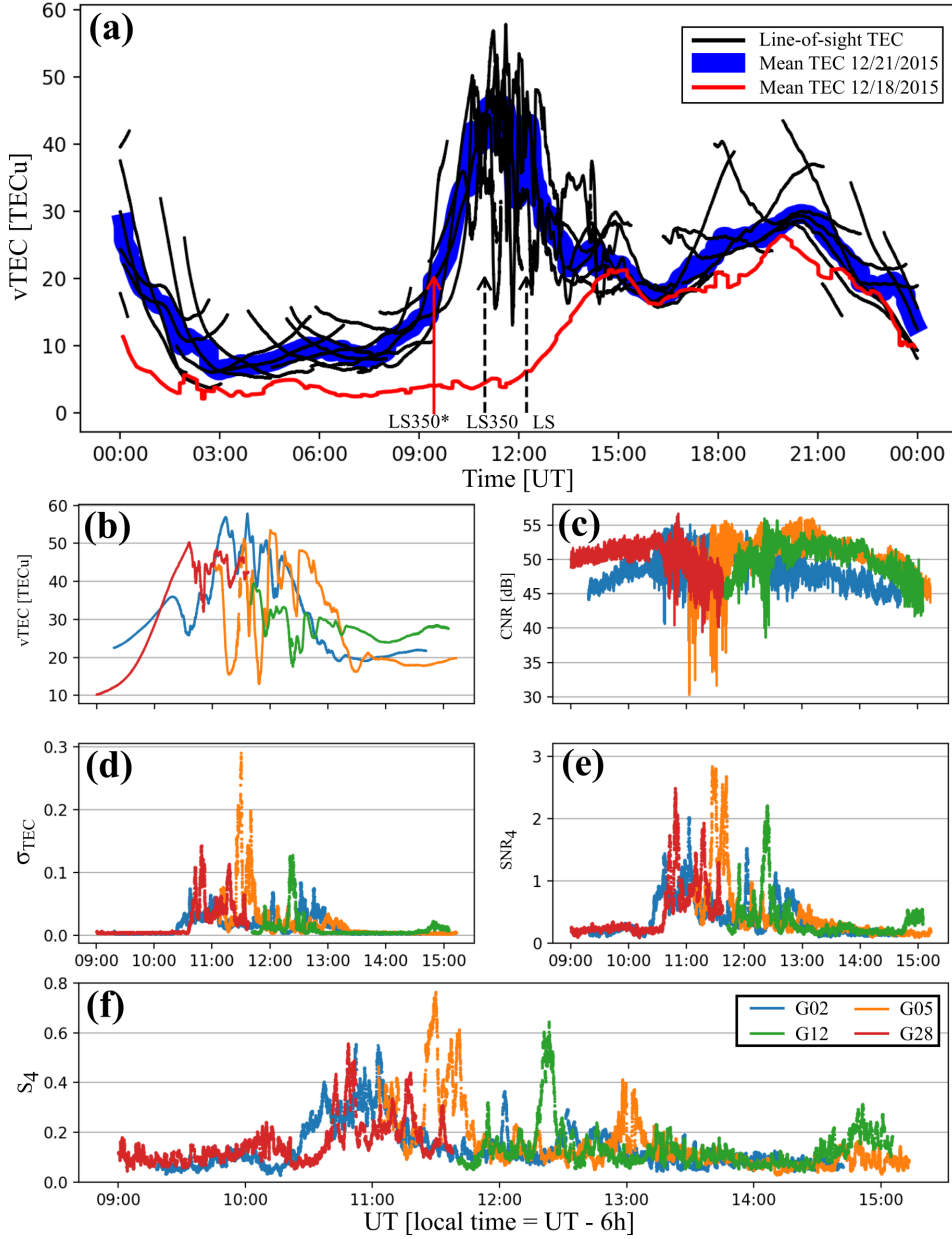 (a)
Line-of-sight TEC
Mean TEC 12/21/2015
Mean TEC 12/18/2015
vTEC [TECu]
60
50
40
30
20
10
0
LS350* LS350 LS
00:00 03:00 06:00 09:00 12:00 15:00 18:00 21:00 00:00
Time [UT]
(b)
vTEC [TECu]
60
50
40
30
20
10
(c)
CNR [dB]
55
50
45
40
35
30
(d)
σTEC
0.3
0.2
0.1
0.0
09:00 10:00 11:00 12:00 13:00 14:00 15:00
(e)
SNR4
3
2
1
0
09:00 10:00 11:00 12:00 13:00 14:00 15:00
(f)
G02 G05
G12 G28
S4
0.8
0.6
0.4
0.2
0.0
09:00 10:00 11:00 12:00 13:00 14:00 15:00
UT [local time = UT - 6h]